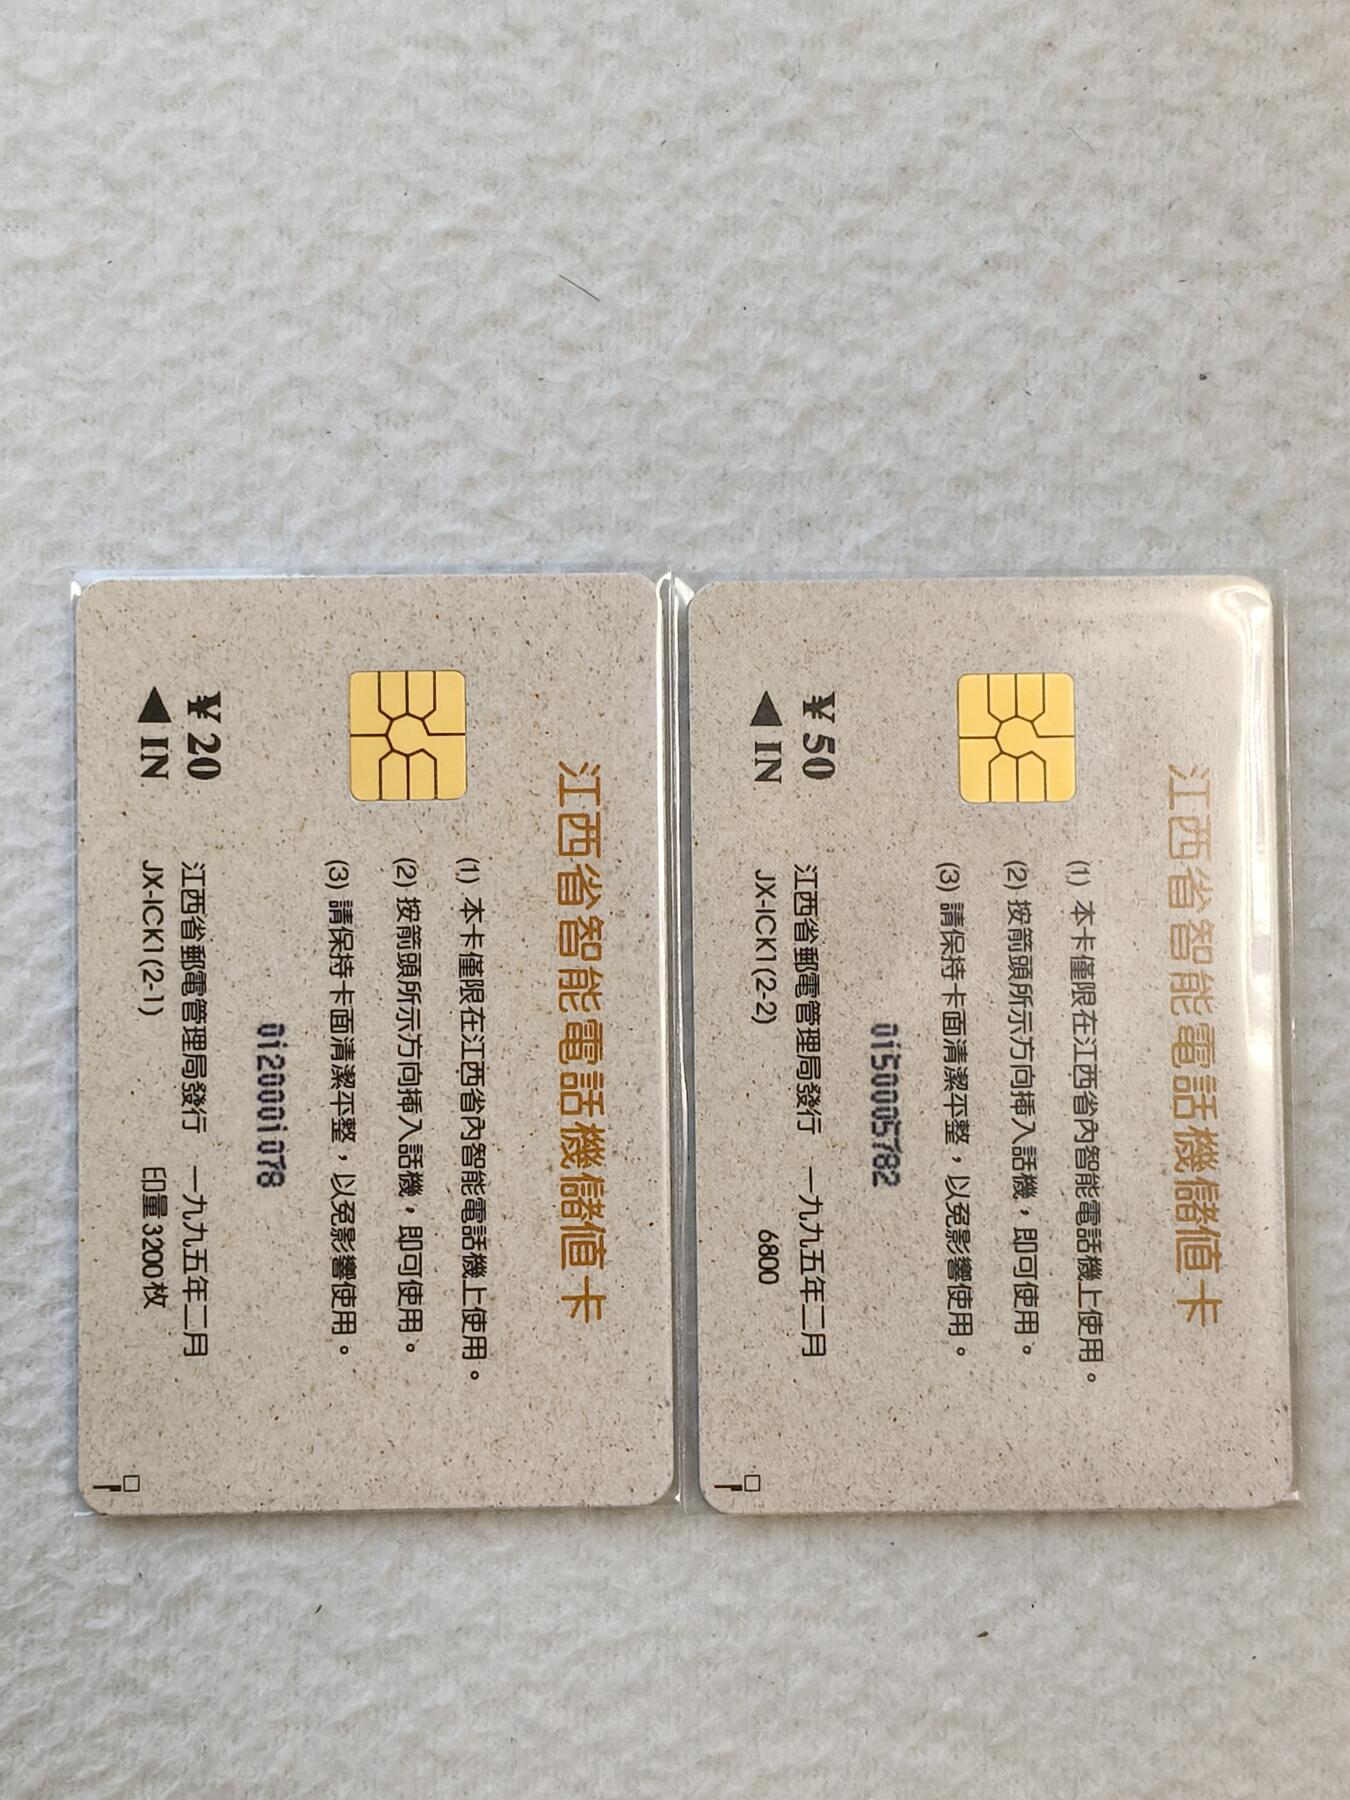 江西省智能電話機儲值卡
(1) 本卡僅限在江西省內智能電話機上使用。
(2) 按箭頭所示方向插入話機，即可使用。
(3) 請保持卡面清潔平整，以免影響使用。
0120001078
¥ 20
◀ IN
江西省郵電管理局發行 一九九五年二月
JX-ICK1(2-1) 印量3200枚
江西省智能電話機儲值卡
(1) 本卡僅限在江西省內智能電話機上使用。
(2) 按箭頭所示方向插入話機，即可使用。
(3) 請保持卡面清潔平整，以免影響使用。
0150005782
¥ 50
◀ IN
江西省郵電管理局發行 一九九五年二月
JX-ICK1(2-2) 6800